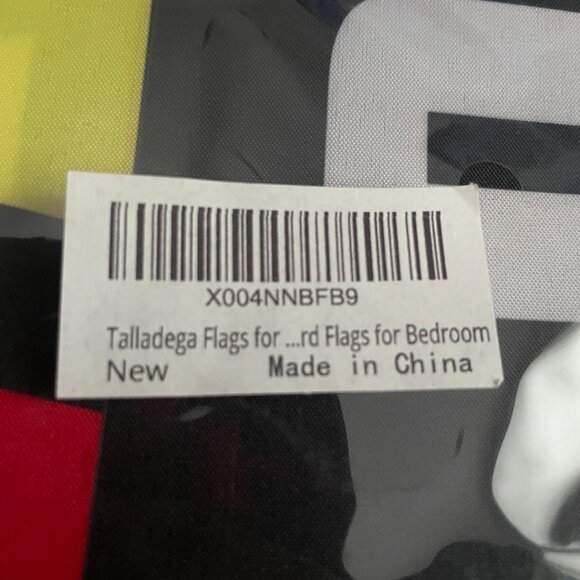 X004NNBFB9
Talladega Flags for ...rd Flags for Bedroom
New Made in China